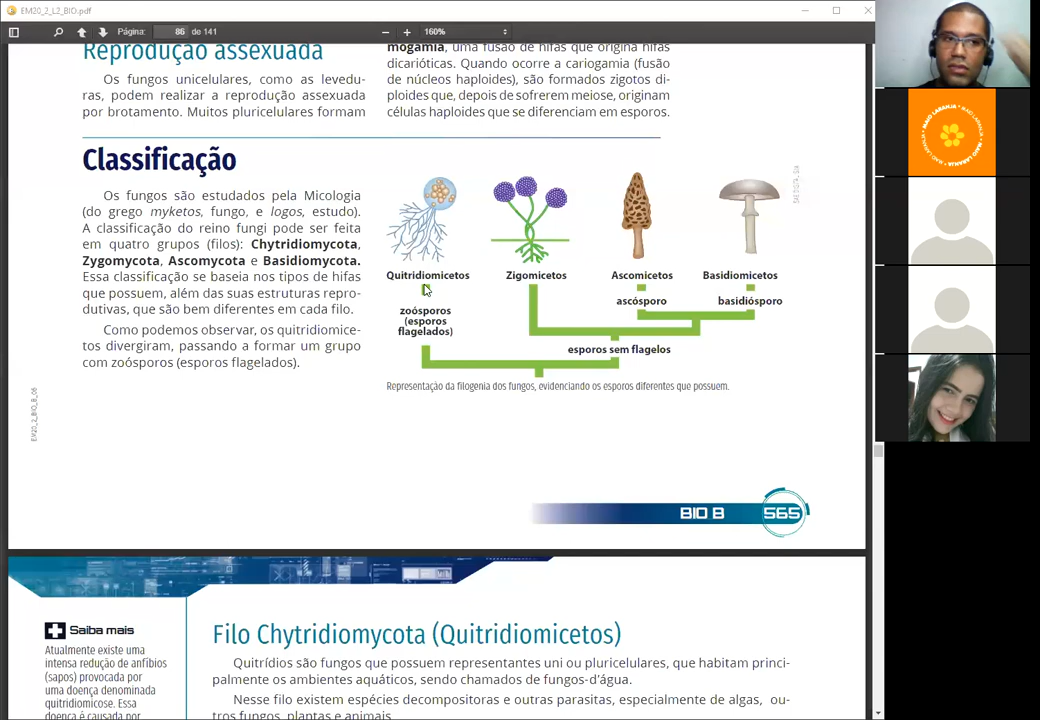 EM20_2_L2_BIO.pdf
Página: 86 de 141
160%
Reprodução assexuada
Os fungos unicelulares, como as levedu-
ras, podem realizar a reprodução assexuada
por brotamento. Muitos pluricelulares formam
mogamia, uma fusão de hifas que origina hifas
dicarióticas. Quando ocorre a cariogamia (fusão
de núcleos haploides), são formados zigotos di-
ploides que, depois de sofrerem meiose, originam
células haploides que se diferenciam em esporos.
Classificação
Os fungos são estudados pela Micologia
(do grego myketos, fungo, e logos, estudo).
A classificação do reino fungi pode ser feita
em quatro grupos (filos): Chytridiomycota,
Zygomycota, Ascomycota e Basidiomycota.
Essa classificação se baseia nos tipos de hifas
que possuem, além das suas estruturas repro-
dutivas, que são bem diferentes em cada filo.
Como podemos observar, os quitridiomice-
tos divergiram, passando a formar um grupo
com zoósporos (esporos flagelados).
Quitridiomicetos
Zigomicetos
Ascomicetos
Basidiomicetos
zoósporos
(esporos
flagelados)
ascósporo
basidiósporo
esporos sem flagelos
Representação da filogenia dos fungos, evidenciando os esporos diferentes que possuem.
EM20_2_BIO_B_06
BIO B
565
MAIO LARANJA
Saiba mais
Atualmente existe uma
intensa redução de anfíbios
(sapos) provocada por
uma doença denominada
quitridiomicose. Essa
doença é causada por
Filo Chytridiomycota (Quitridiomicetos)
Quitrídios são fungos que possuem representantes uni ou pluricelulares, que habitam princi-
palmente os ambientes aquáticos, sendo chamados de fungos-d’água.
Nesse filo existem espécies decompositoras e outras parasitas, especialmente de algas, ou-
tros fungos, plantas e animais.